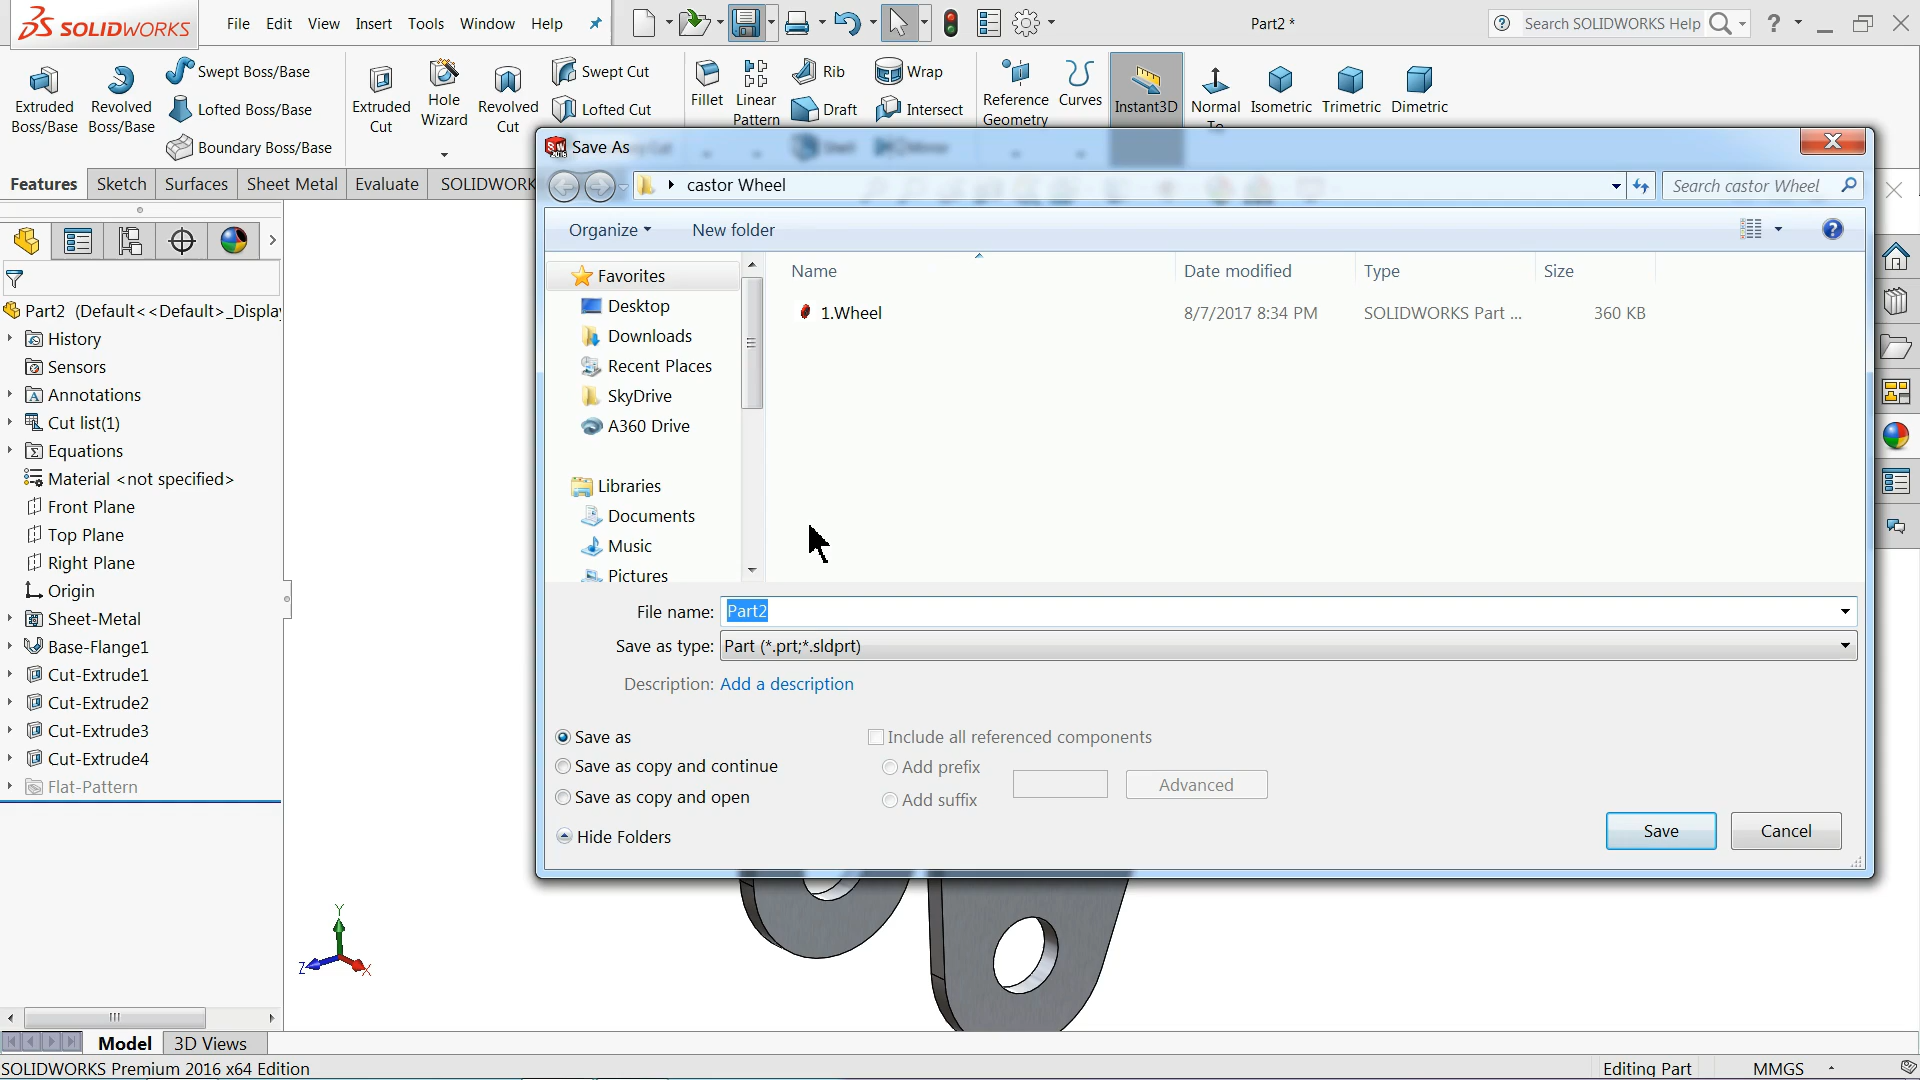 SOLIDWORKS
File Edit View Insert Tools Window Help
Part2 *
Search SOLIDWORKS Help
Extruded Boss/Base
Revolved Boss/Base
Swept Boss/Base
Lofted Boss/Base
Boundary Boss/Base
Extruded Cut
Hole Wizard
Revolved Cut
Swept Cut
Lofted Cut
Fillet
Linear Pattern
Rib
Draft
Wrap
Intersect
Shell
Mirror
Reference Geometry
Curves
Instant3D
Normal To
Isometric
Trimetric
Dimetric
Features Sketch Surfaces Sheet Metal Evaluate SOLIDWORK
Part2 (Default<<Default>_Displa
History
Sensors
Annotations
Cut list(1)
Equations
Material <not specified>
Front Plane
Top Plane
Right Plane
Origin
Sheet-Metal
Base-Flange1
Cut-Extrude1
Cut-Extrude2
Cut-Extrude3
Cut-Extrude4
Flat-Pattern
Save As
castor Wheel
Search castor Wheel
Organize New folder
Favorites
Desktop
Downloads
Recent Places
SkyDrive
A360 Drive
Libraries
Documents
Music
Pictures
Name Date modified Type Size
1.Wheel 8/7/2017 8:34 PM SOLIDWORKS Part ... 360 KB
File name: Part2
Save as type: Part (*.prt;*.sldprt)
Description: Add a description
Save as
Save as copy and continue
Save as copy and open
Include all referenced components
Add prefix
Add suffix
Advanced
Hide Folders
Save Cancel
Y
Z
X
Model 3D Views
SOLIDWORKS Premium 2016 x64 Edition
Editing Part MMGS